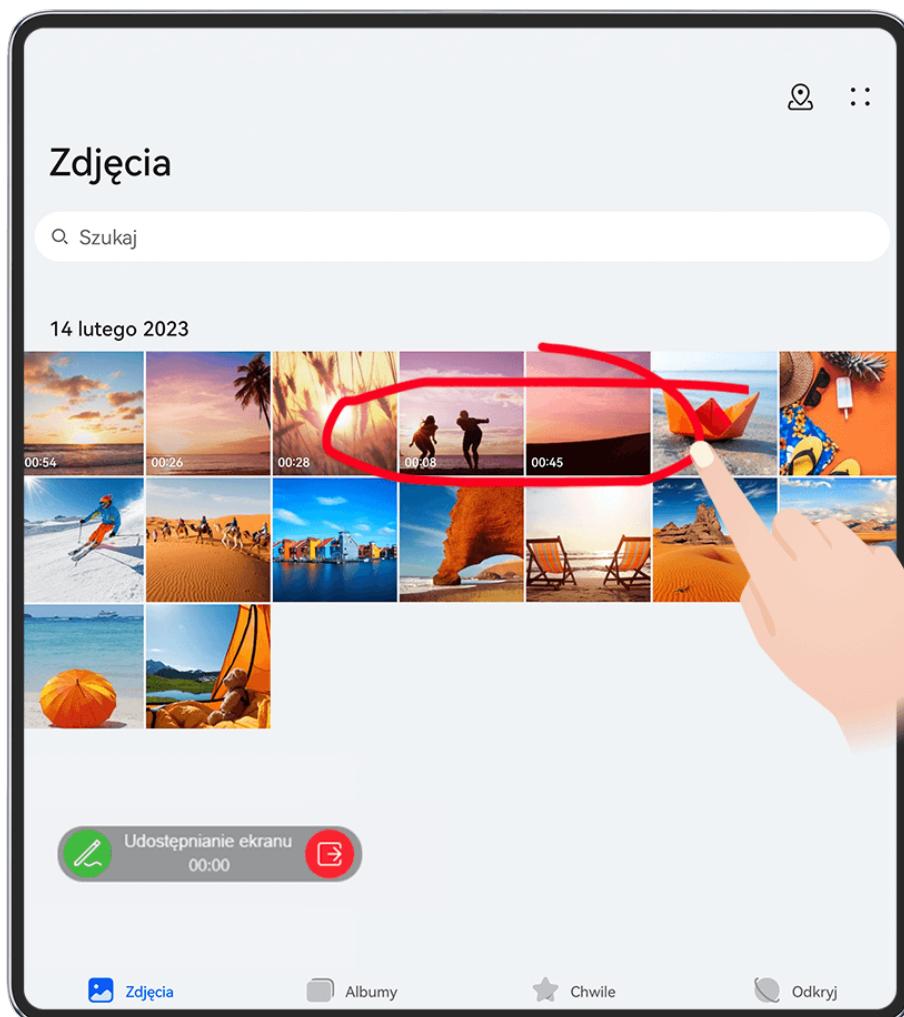 Zdjęcia
Szukaj
14 lutego 2023
00:54
00:26
00:28
00:08
00:45
Udostępnianie ekranu
00:00
Zdjęcia
Albumy
Chwile
Odkryj